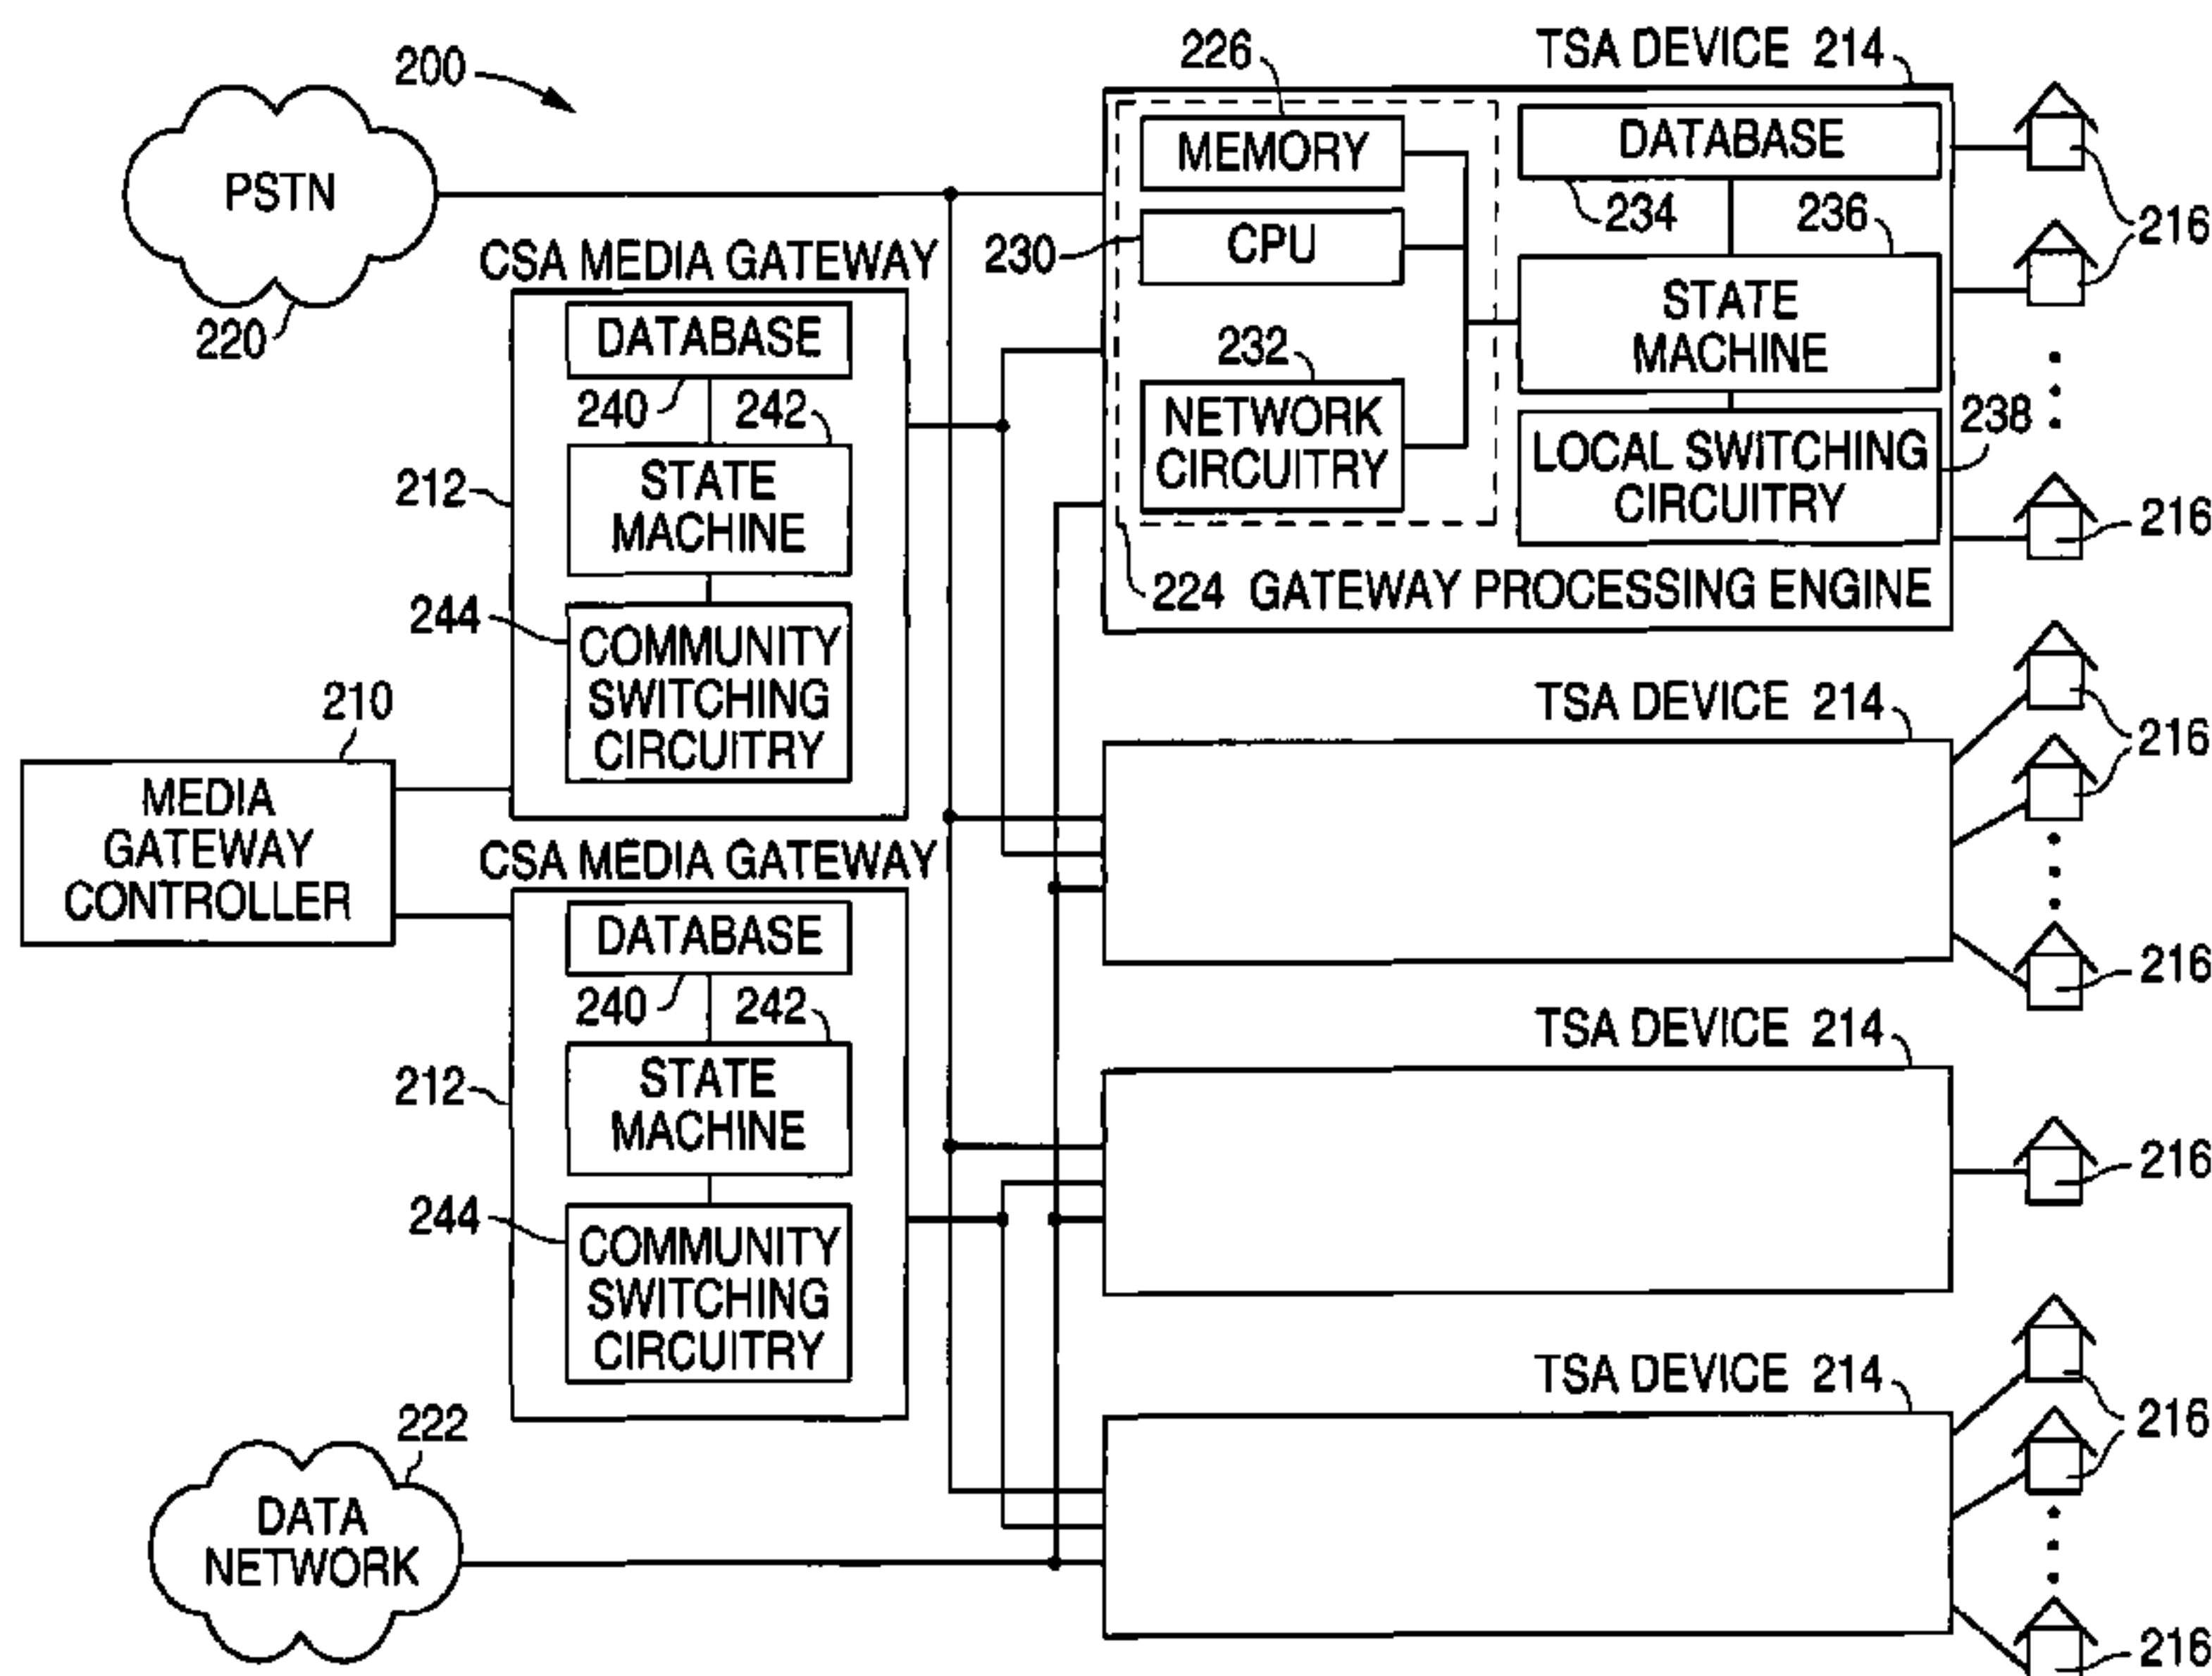 200
PSTN
220
CSA MEDIA GATEWAY
DATABASE
240
242
212
STATE
MACHINE
244
COMMUNITY
SWITCHING
CIRCUITRY
210
MEDIA
GATEWAY
CONTROLLER
CSA MEDIA GATEWAY
DATABASE
240
242
212
STATE
MACHINE
244
COMMUNITY
SWITCHING
CIRCUITRY
222
DATA
NETWORK
226
TSA DEVICE 214
MEMORY
DATABASE
234
236
230
CPU
STATE
MACHINE
232
NETWORK
CIRCUITRY
238
LOCAL SWITCHING
CIRCUITRY
224 GATEWAY PROCESSING ENGINE
216
216
TSA DEVICE 214
216
216
TSA DEVICE 214
216
TSA DEVICE 214
216
216